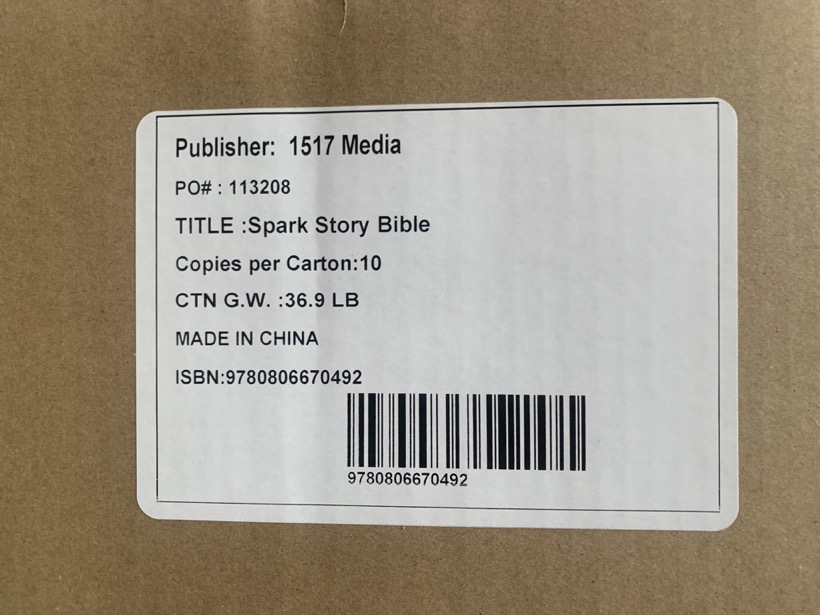 Publisher: 1517 Media
PO# : 113208
TITLE :Spark Story Bible
Copies per Carton:10
CTN G.W. :36.9 LB
MADE IN CHINA
ISBN:9780806670492
9780806670492